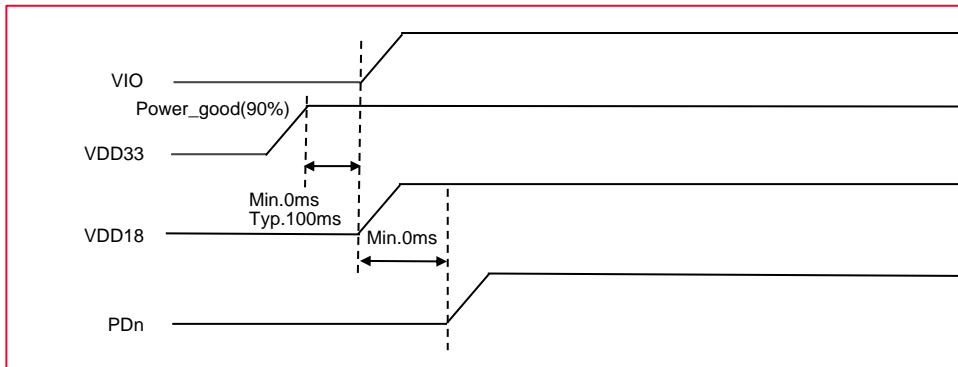 VIO
Power_good(90%)
VDD33
Min.0ms
Typ.100ms
VDD18
Min.0ms
PDn